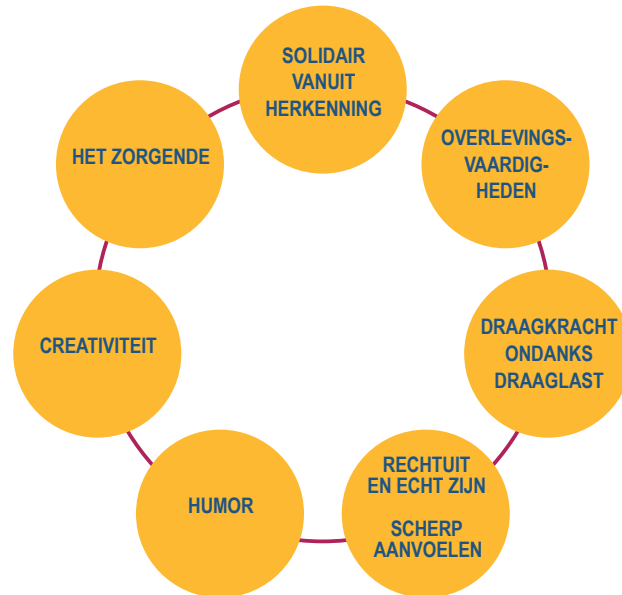 SOLIDAIR
VANUIT
HERKENNING
OVERLEVINGS-
VAARDIG-
HEDEN
DRAAGKRACHT
ONDANKS
DRAAGLAST
RECHTUIT
EN ECHT ZIJN
SCHERP
AANVOELEN
HUMOR
CREATIVITEIT
HET ZORGENDE